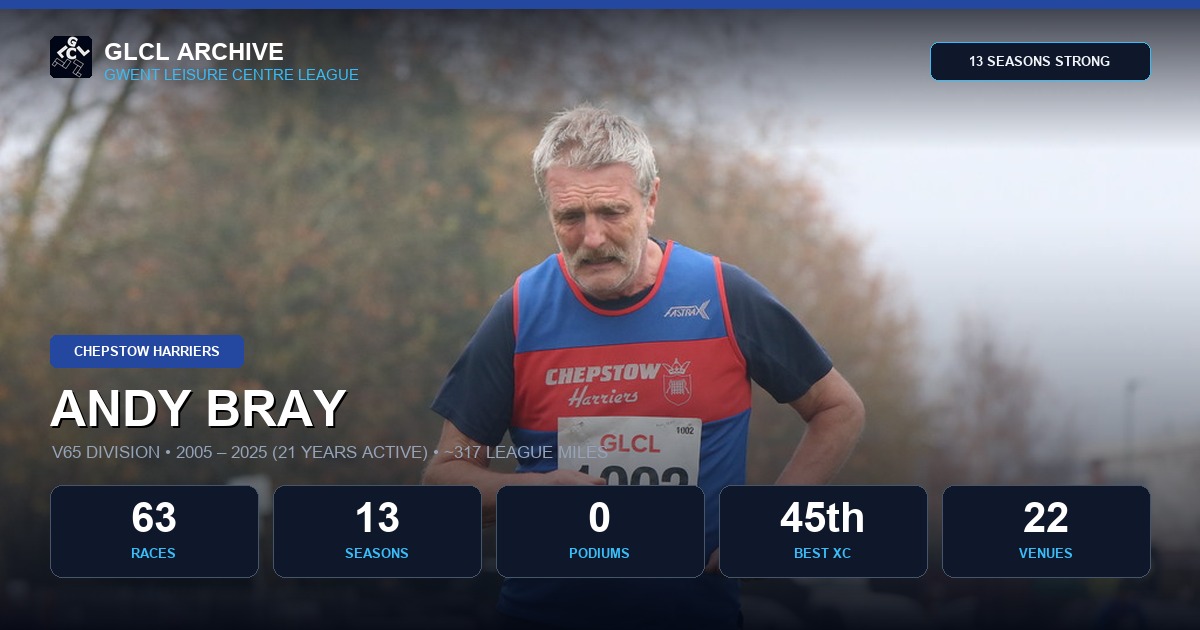 GLCL ARCHIVE
GWENT LEISURE CENTRE LEAGUE
13 SEASONS STRONG
FASTRAX
CHEPSTOW
Harriers
1002
GLCL
1002
CHEPSTOW HARRIERS
ANDY BRAY
V65 DIVISION • 2005 – 2025 (21 YEARS ACTIVE) • ~317 LEAGUE MILES
63
RACES
13
SEASONS
0
PODIUMS
45th
BEST XC
22
VENUES